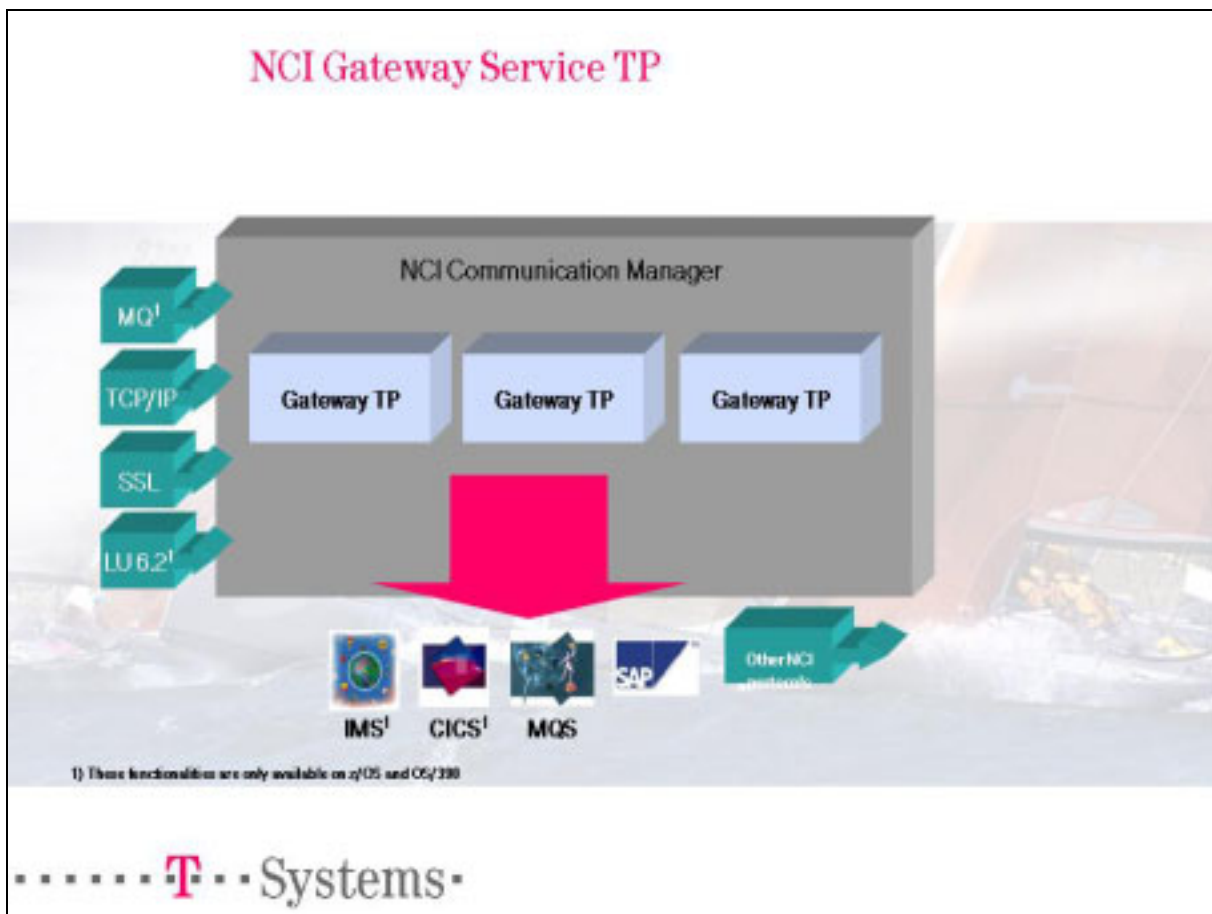 NCI Gateway Service TP
NCI Communication Manager
MQ¹
TCP/IP
SSL
LU 6.2¹
Gateway TP
Gateway TP
Gateway TP
IMS¹
CICS¹
MQS
SAP
Other NCI
protocols
1) These functionalities are only available on z/OS and OS/390
T Systems